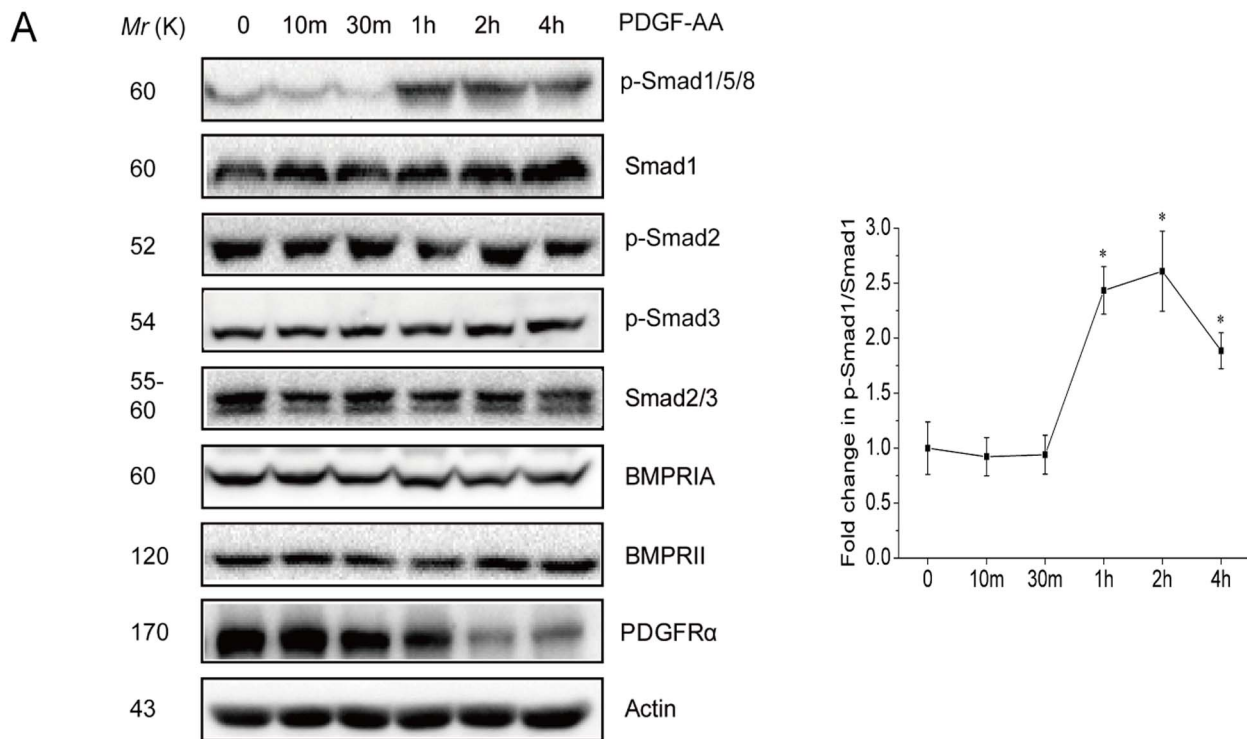 A
Mr (K) 0 10m 30m 1h 2h 4h PDGF-AA
60 p-Smad1/5/8
60 Smad1
52 p-Smad2
54 p-Smad3
55-
60 Smad2/3
60 BMPRIA
120 BMPRII
170 PDGFRα
43 Actin
Fold change in p-Smad1/Smad1
3.0
2.5
2.0
1.5
1.0
0.5
0.0
* * *
0 10m 30m 1h 2h 4h